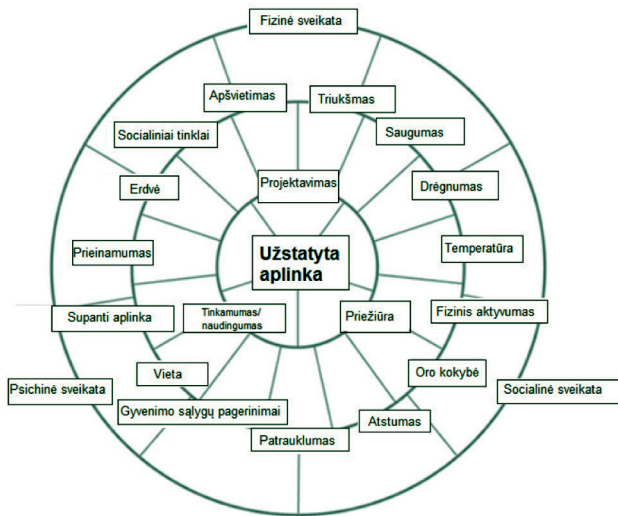 Fizinė sveikata
Apšvietimas
Triukšmas
Socialiniai tinklai
Saugumas
Erdvė
Projektavimas
Drėgnumas
Prieinamumas
Užstatyta
aplinka
Temperatūra
Supanti aplinka
Tinkamumas/
naudingumas
Priežiūra
Fizinis aktyvumas
Vieta
Oro kokybė
Psichinė sveikata
Socialinė sveikata
Gyvenimo sąlygų pagerinimai
Atstumas
Patrauklumas